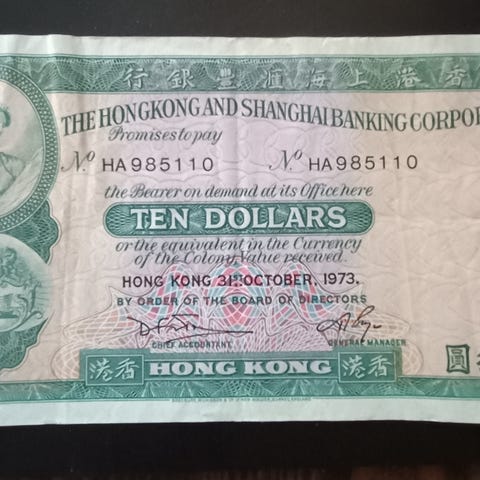 行銀豐滙海上港香
THE HONGKONG AND SHANGHAI BANKING CORPOR
Promises to pay
Nº HA985110 Nº HA985110
the Bearer on demand at its Office here
TEN DOLLARS
or the equivalent in the Currency
of the Colony Value received.
HONG KONG 31ST OCTOBER, 1973.
BY ORDER OF THE BOARD OF DIRECTORS
CHIEF ACCOUNTANT GENERAL MANAGER
港香 HONG KONG 港香
圓